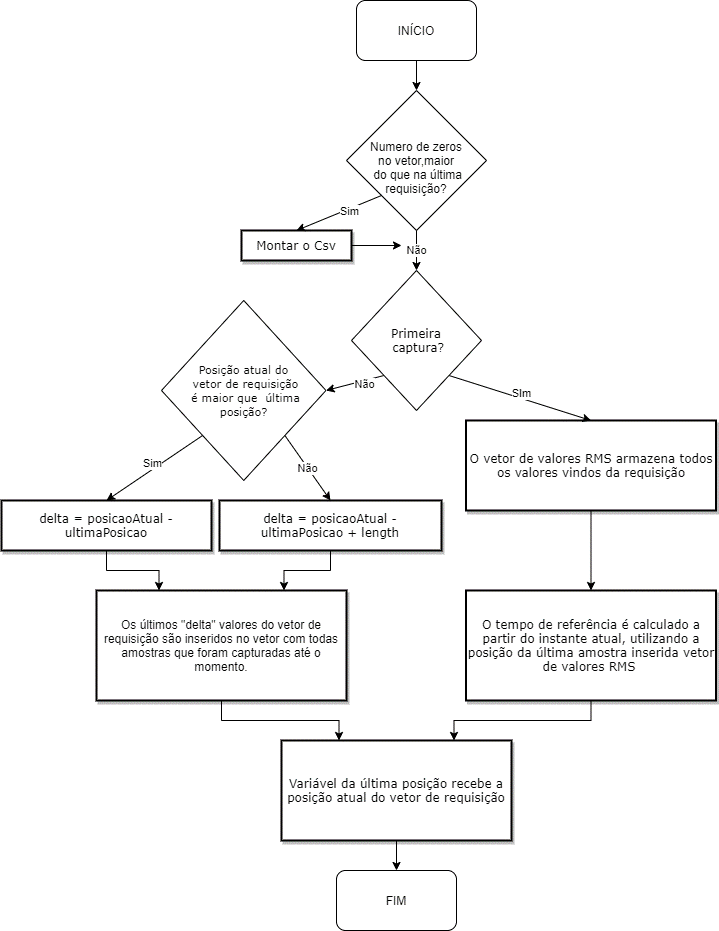 INÍCIO
Numero de zeros
no vetor,maior
do que na última
requisição?
Sim
Montar o Csv
Não
Primeira
captura?
Não
SIm
Posição atual do
vetor de requisição
é maior que última
posição?
Sim
Não
O vetor de valores RMS armazena todos
os valores vindos da requisição
delta = posicaoAtual -
ultimaPosicao
delta = posicaoAtual -
ultimaPosicao + length
Os últimos "delta" valores do vetor de
requisição são inseridos no vetor com todas
amostras que foram capturadas até o
momento.
O tempo de referência é calculado a
partir do instante atual, utilizando a
posição da última amostra inserida vetor
de valores RMS
Variável da última posição recebe a
posição atual do vetor de requisição
FIM